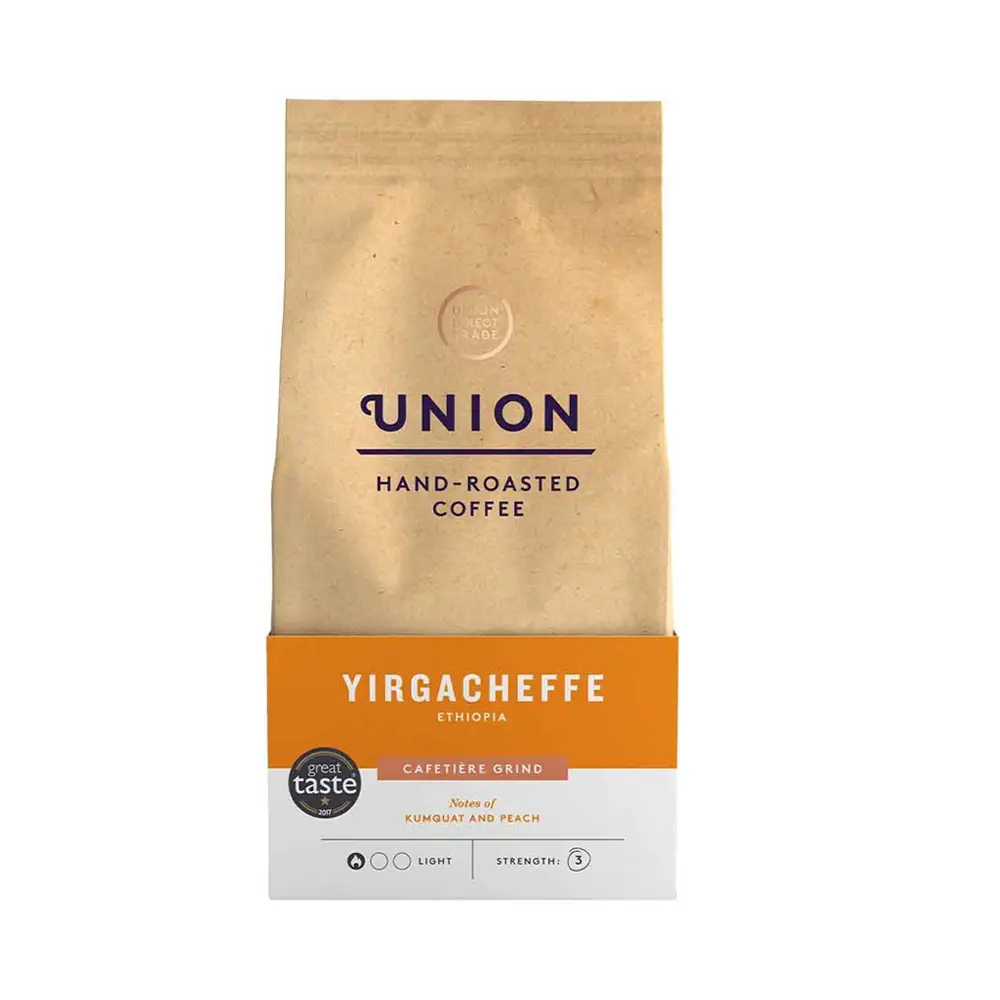 UNION
DIRECT
TRADE
UNION
HAND-ROASTED
COFFEE
YIRGACHEFFE
ETHIOPIA
CAFETIÈRE GRIND
great
taste
2017
Notes of
KUMQUAT AND PEACH
LIGHT
STRENGTH: 3